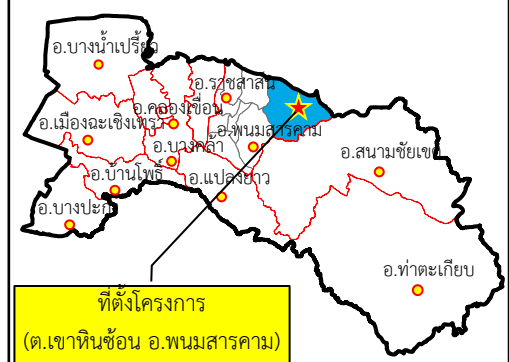 อ.บางน้ำเปรี้ยว
อ.ราชสาส์น
อ.คลองเขื่อน
อ.เมืองฉะเชิงเทรา
อ.พนมสารคาม
อ.บางคล้า
อ.สนามชัยเขต
อ.บ้านโพธิ์
อ.แปลงยาว
อ.บางปะกง
อ.ท่าตะเกียบ
ที่ตั้งโครงการ
(ต.เขาหินซ้อน อ.พนมสารคาม)